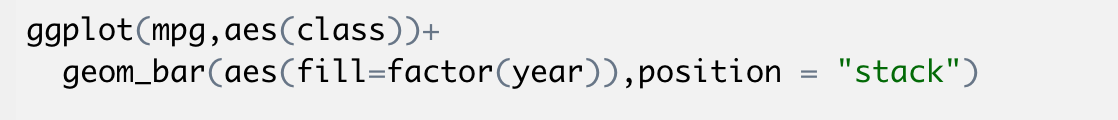 ggplot(mpg,aes(class))+
  geom_bar(aes(fill=factor(year)),position = "stack")